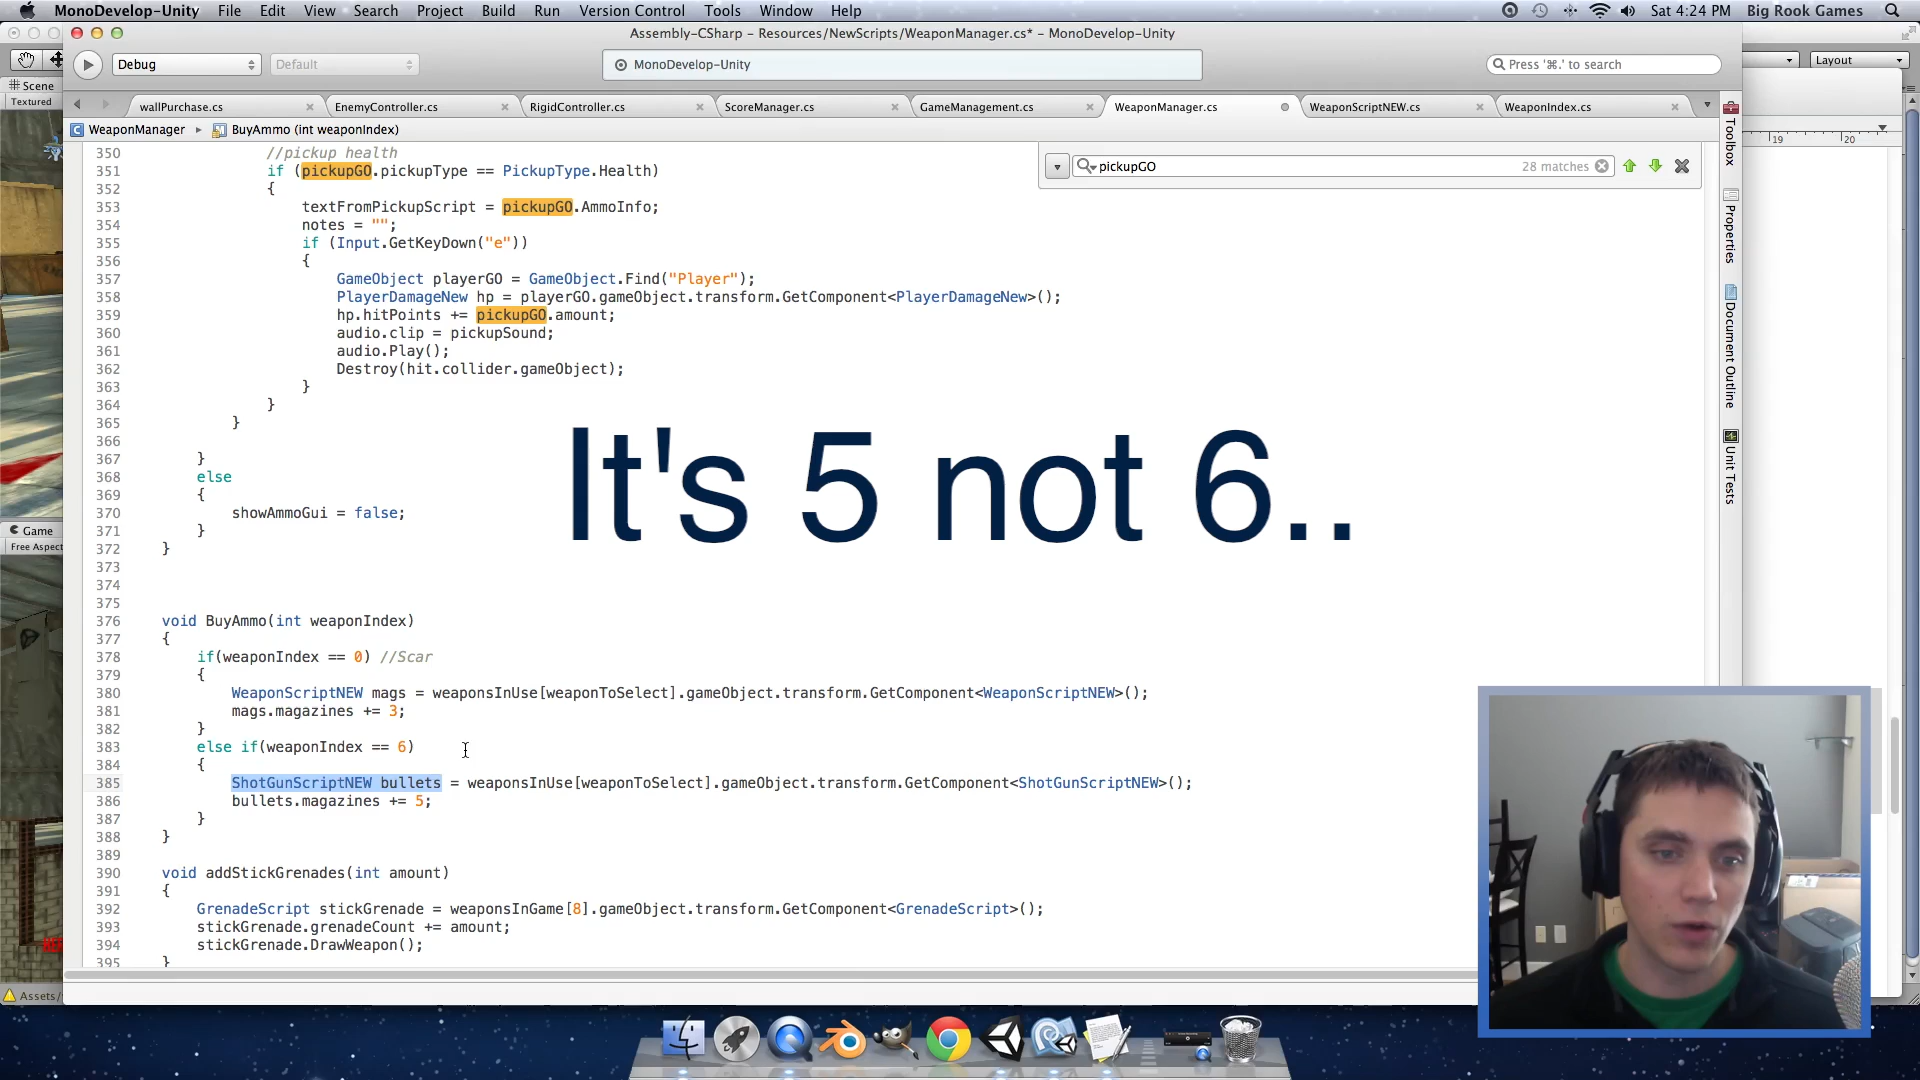 MonoDevelop-Unity File Edit View Search Project Build Run Version Control Tools Window Help Sat 4:24 PM Big Rook Games
Assembly-CSharp - Resources/NewScripts/WeaponManager.cs* - MonoDevelop-Unity
Debug Default MonoDevelop-Unity Press '⌘.' to search Layout
Scene
Textured
wallPurchase.cs EnemyController.cs RigidController.cs ScoreManager.cs GameManagement.cs WeaponManager.cs WeaponScriptNEW.cs WeaponIndex.cs
WeaponManager BuyAmmo (int weaponIndex)
19 20
pickupGO 28 matches
Toolbox
Properties
Document Outline
Unit Tests
350 //pickup health
351 if (pickupGO.pickupType == PickupType.Health)
352 {
353 textFromPickupScript = pickupGO.AmmoInfo;
354 notes = "";
355 if (Input.GetKeyDown("e"))
356 {
357 GameObject playerGO = GameObject.Find("Player");
358 PlayerDamageNew hp = playerGO.gameObject.transform.GetComponent<PlayerDamageNew>();
359 hp.hitPoints += pickupGO.amount;
360 audio.clip = pickupSound;
361 audio.Play();
362 Destroy(hit.collider.gameObject);
363 }
364 }
365 }
366
367 }
368 else
369 {
370 showAmmoGui = false;
371 }
372 }
373
374
375
376 void BuyAmmo(int weaponIndex)
377 {
378 if(weaponIndex == 0) //Scar
379 {
380 WeaponScriptNEW mags = weaponsInUse[weaponToSelect].gameObject.transform.GetComponent<WeaponScriptNEW>();
381 mags.magazines += 3;
382 }
383 else if(weaponIndex == 6)
384 {
385 ShotGunScriptNEW bullets = weaponsInUse[weaponToSelect].gameObject.transform.GetComponent<ShotGunScriptNEW>();
386 bullets.magazines += 5;
387 }
388 }
389
390 void addStickGrenades(int amount)
391 {
392 GrenadeScript stickGrenade = weaponsInGame[8].gameObject.transform.GetComponent<GrenadeScript>();
393 stickGrenade.grenadeCount += amount;
394 stickGrenade.DrawWeapon();
395 }
It's 5 not 6..
Game
Free Aspect
Assets/